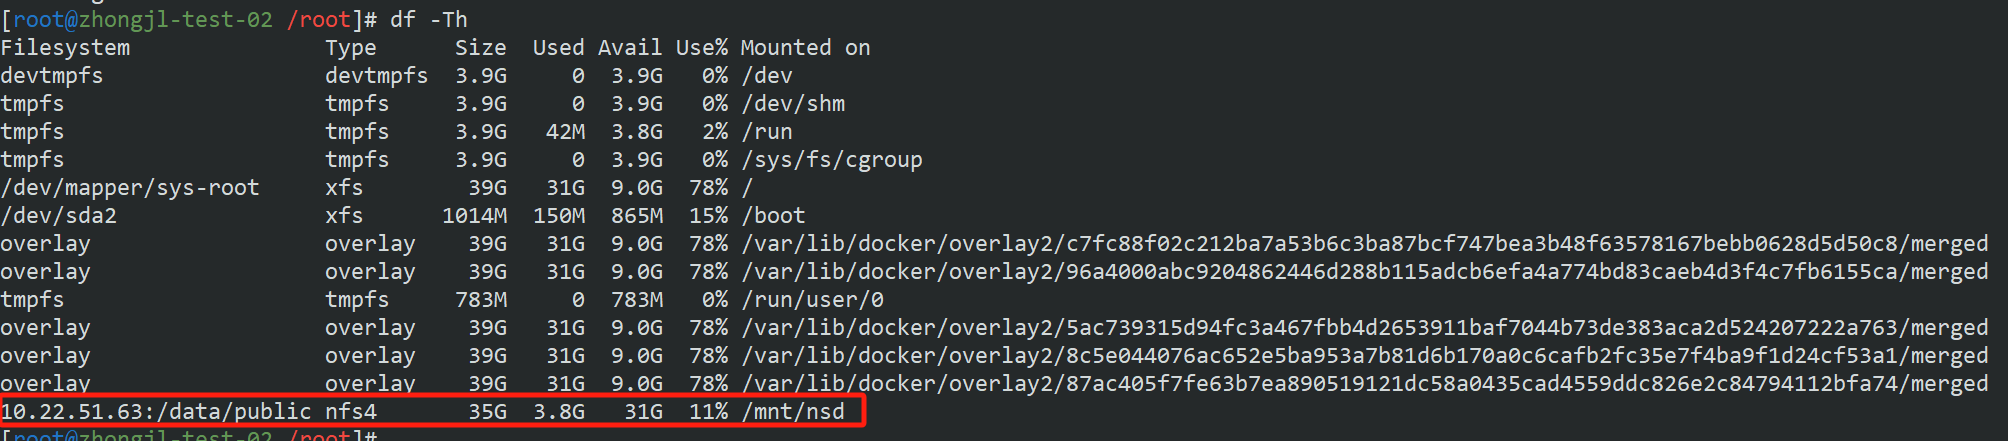 [root@zhongjl-test-02 /root]# df -Th
Filesystem               Type      Size  Used Avail Use% Mounted on
devtmpfs                 devtmpfs  3.9G     0  3.9G   0% /dev
tmpfs                    tmpfs     3.9G     0  3.9G   0% /dev/shm
tmpfs                    tmpfs     3.9G   42M  3.8G   2% /run
tmpfs                    tmpfs     3.9G     0  3.9G   0% /sys/fs/cgroup
/dev/mapper/sys-root     xfs        39G   31G  9.0G  78% /
/dev/sda2                xfs      1014M  150M  865M  15% /boot
overlay                  overlay    39G   31G  9.0G  78% /var/lib/docker/overlay2/c7fc88f02c212ba7a53b6c3ba87bcf747bea3b48f63578167bebb0628d5d50c8/merged
overlay                  overlay    39G   31G  9.0G  78% /var/lib/docker/overlay2/96a4000abc9204862446d288b115adcb6efa4a774bd83caeb4d3f4c7fb6155ca/merged
tmpfs                    tmpfs     783M     0  783M   0% /run/user/0
overlay                  overlay    39G   31G  9.0G  78% /var/lib/docker/overlay2/5ac739315d94fc3a467fbb4d2653911baf7044b73de383aca2d524207222a763/merged
overlay                  overlay    39G   31G  9.0G  78% /var/lib/docker/overlay2/8c5e044076ac652e5ba953a7b81d6b170a0c6cafb2fc35e7f4ba9f1d24cf53a1/merged
overlay                  overlay    39G   31G  9.0G  78% /var/lib/docker/overlay2/87ac405f7fe63b7ea890519121dc58a0435cad4559ddc826e2c84794112bfa74/merged
10.22.51.63:/data/public nfs4       35G  3.8G   31G  11% /mnt/nsd
[root@zhongjl-test-02 /root]#